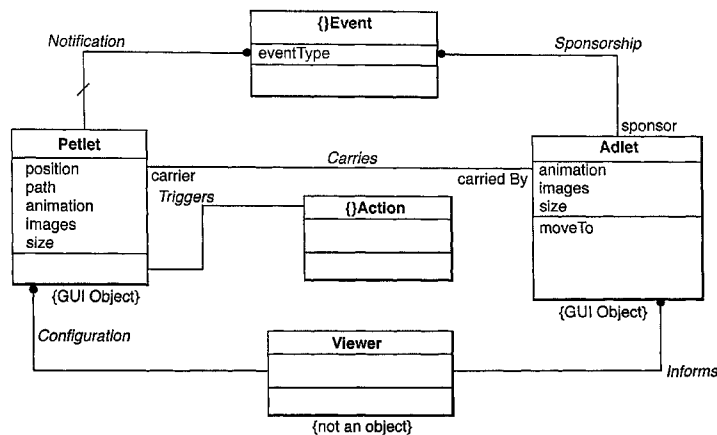 Notification
{}Event
eventType
Sponsorship
sponsor
Petlet
position
path
animation
images
size
{GUI Object}
carrier
Carries
carried By
Triggers
{}Action
Adlet
animation
images
size
moveTo
{GUI Object}
Configuration
Viewer
{not an object}
Informs